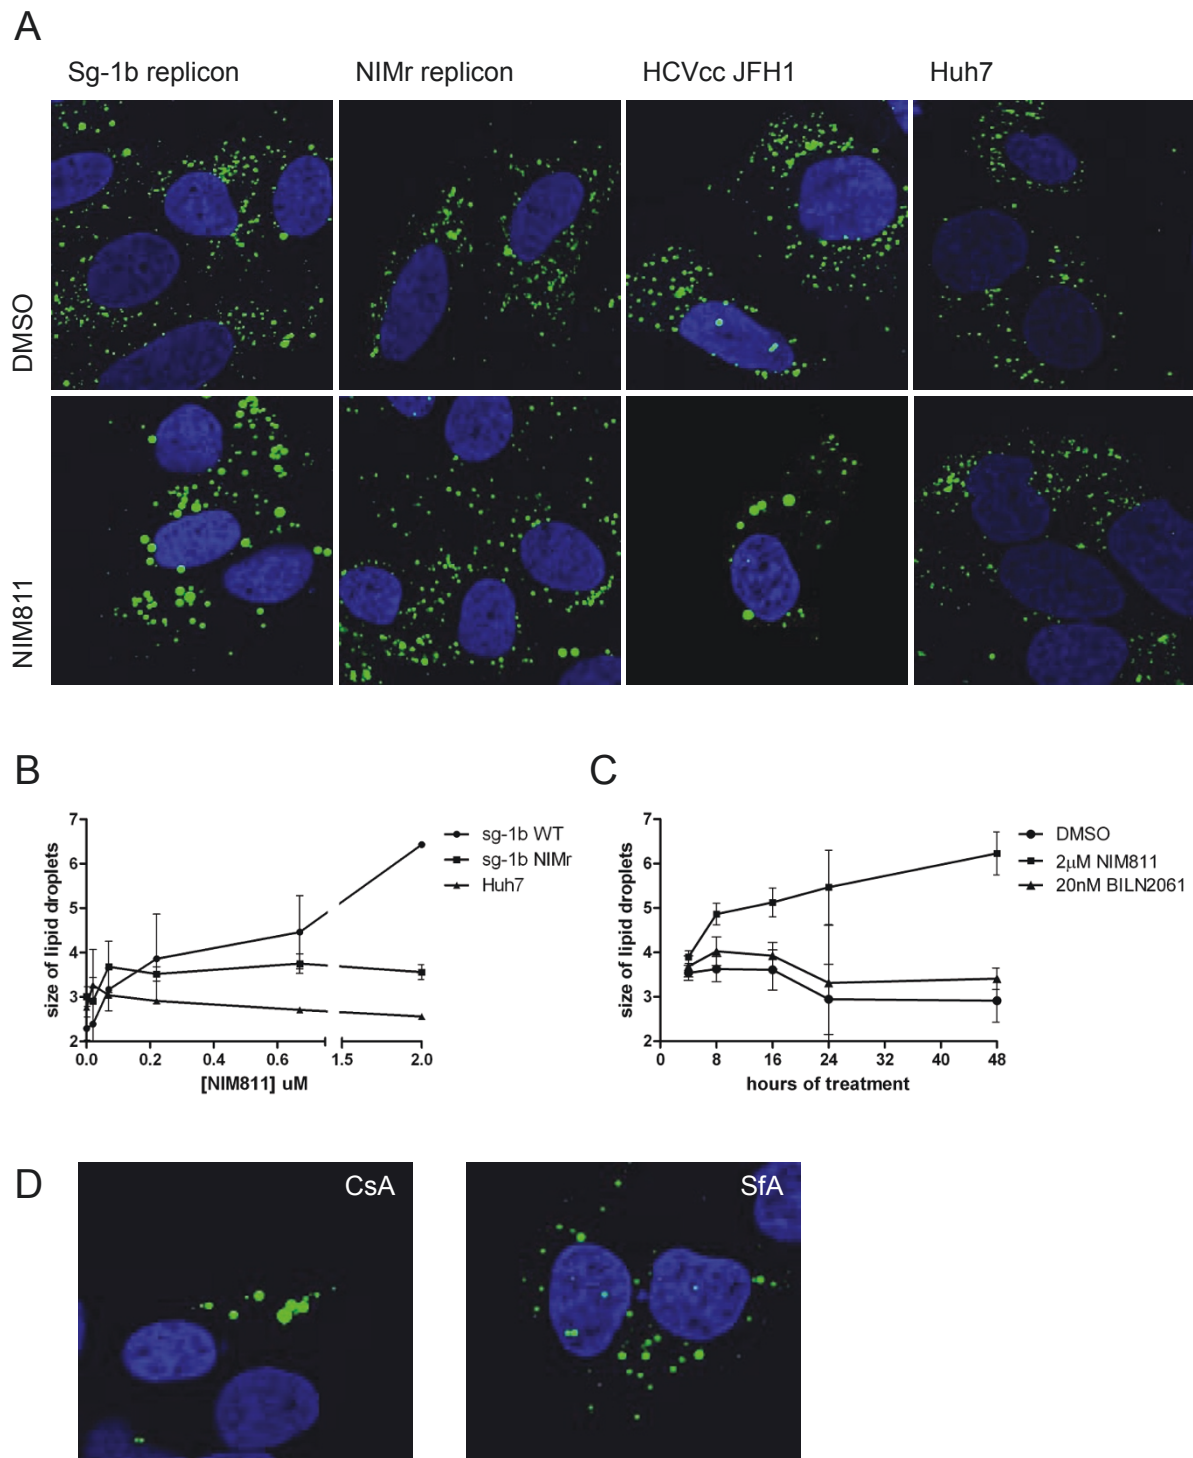 A
Sg-1b replicon
NIMr replicon
HCVcc JFH1
Huh7
DMSO
NIM811
B
size of lipid droplets
7
6
5
4
3
2
0.0
0.2
0.4
0.6
1.5
2.0
[NIM811] uM
sg-1b WT
sg-1b NIMr
Huh7
C
size of lipid droplets
7
6
5
4
3
2
0
8
16
24
32
40
48
hours of treatment
DMSO
2µM NIM811
20nM BILN2061
D
CsA
SfA